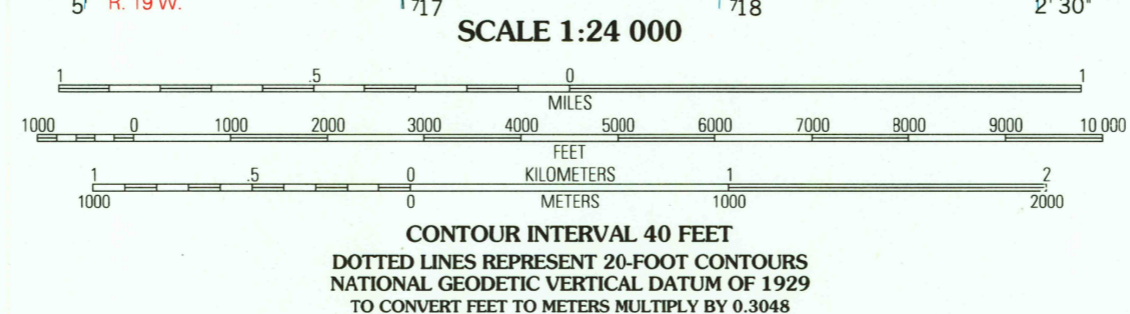 5′ R. 19 W. 717 718 2′ 30″
SCALE 1:24 000
1 .5 0 1
MILES
1000 0 1000 2000 3000 4000 5000 6000 7000 8000 9000 10 000
FEET
1 .5 0 KILOMETERS 1 2
1000 0 METERS 1000 2000
CONTOUR INTERVAL 40 FEET
DOTTED LINES REPRESENT 20-FOOT CONTOURS
NATIONAL GEODETIC VERTICAL DATUM OF 1929
TO CONVERT FEET TO METERS MULTIPLY BY 0.3048